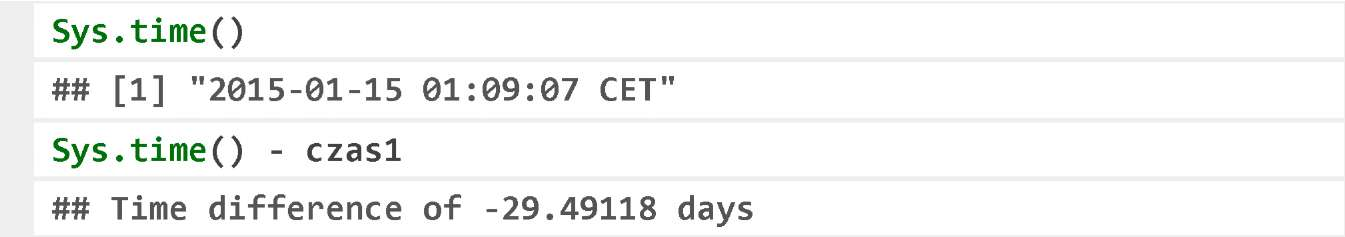 Sys.time()
## [1] "2015-01-15 01:09:07 CET"
Sys.time() - czas1
## Time difference of -29.49118 days